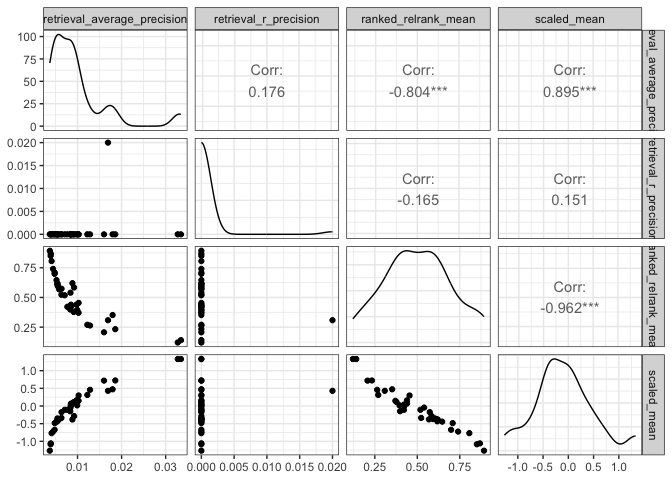 retrieval_average_precision retrieval_r_precision ranked_relrank_mean scaled_mean
100
75
50
25
0
Corr:
0.176
Corr:
-0.804***
Corr:
0.895***
eval_average_preci
0.020
0.015
0.010
0.005
0.000
Corr:
-0.165
Corr:
0.151
etrieval_r_precisio
0.75
0.50
0.25
Corr:
-0.962***
anked_relrank_mea
1.0
0.5
0.0
-0.5
-1.0
scaled_mean
0.01 0.02 0.03 0.000 0.005 0.010 0.015 0.020 0.25 0.50 0.75 -1.0 -0.5 0.0 0.5 1.0